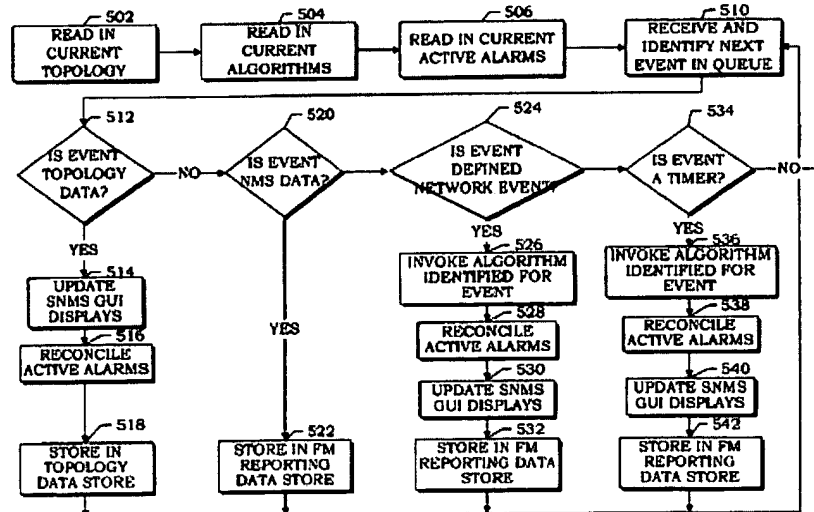 502
READ IN
CURRENT
TOPOLOGY
504
READ IN
CURRENT
ALGORITHMS
506
READ IN CURRENT
ACTIVE ALARMS
510
RECEIVE AND
IDENTIFY NEXT
EVENT IN QUEUE
512
IS EVENT
TOPOLOGY
DATA?
NO
520
IS EVENT
NMS DATA?
524
IS EVENT
DEFINED
NETWORK EVENT?
534
IS EVENT
A TIMER?
NO
YES
514
UPDATE
SNMS GUI
DISPLAYS
516
RECONCILE
ACTIVE ALARMS
518
STORE IN
TOPOLOGY
DATA STORE
YES
522
STORE IN FM
REPORTING
DATA STORE
YES
526
INVOKE ALGORITHM
IDENTIFIED FOR
EVENT
528
RECONCILE
ACTIVE ALARMS
530
UPDATE SNMS
GUI DISPLAYS
532
STORE IN FM
REPORTING DATA
STORE
YES
536
INVOKE ALGORITHM
IDENTIFIED FOR
EVENT
538
RECONCILE
ACTIVE ALARMS
540
UPDATE SNMS
GUI DISPLAYS
542
STORE IN FM
REPORTING
DATA STORE